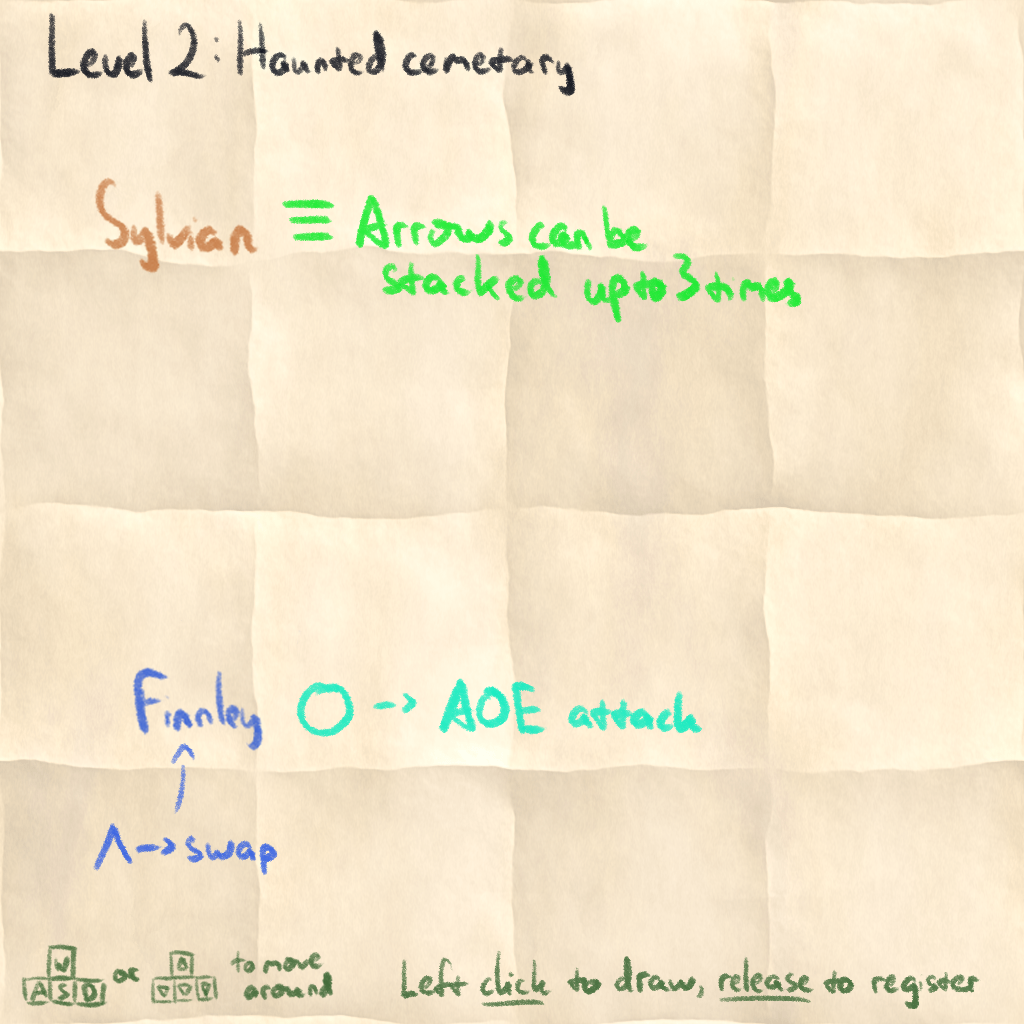 Level 2: Haunted cemetary
Sylvian ≡ Arrows can be
stacked up to 3 times
Finnley O -> AOE attack
Λ -> swap
W
A S D or to move
around
Left click to draw, release to register